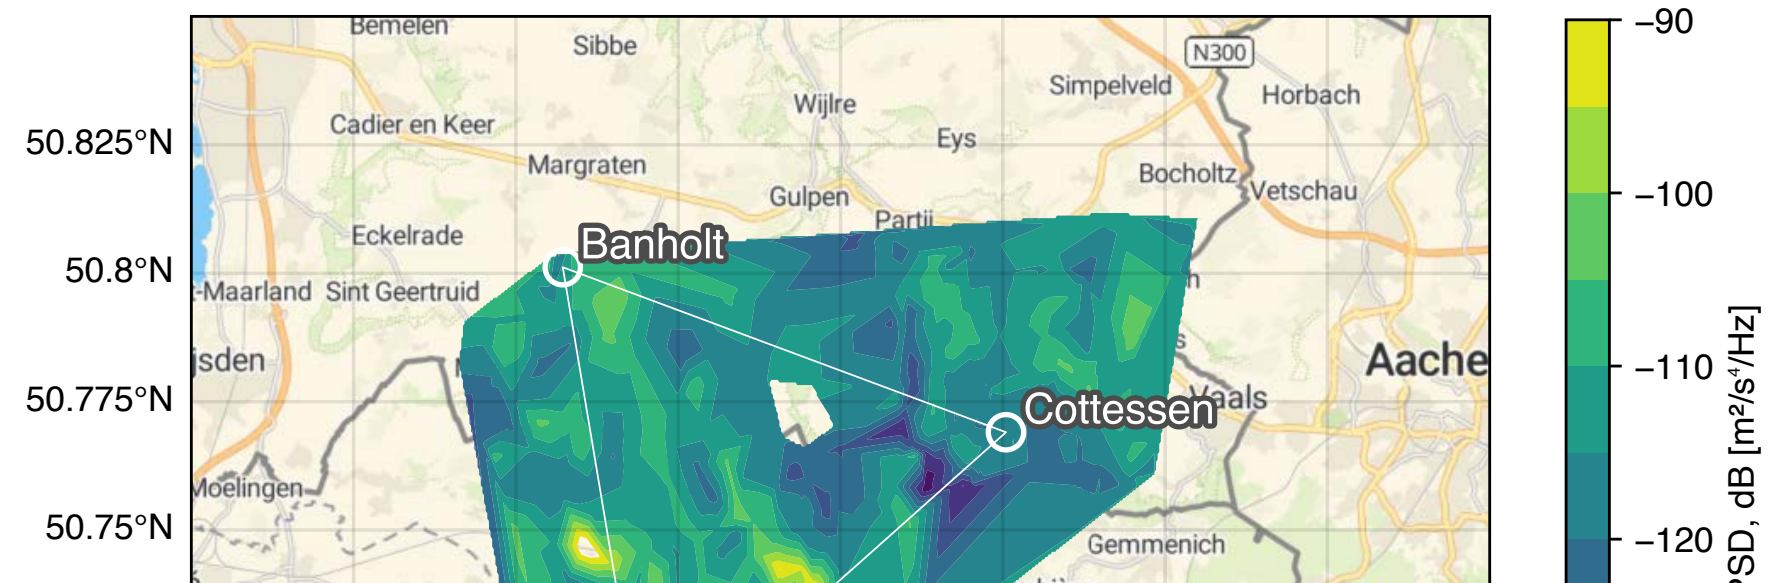 Bemelen
Sibbe
N300
−90
Simpelveld
Horbach
Wijlre
Cadier en Keer
50.825°N
Eys
Margraten
Bocholtz
Vetschau
−100
Gulpen
Partij
Eckelrade
Banholt
50.8°N
-Maarland
Sint Geertruid
h
s
jsden
Aache
−110
50.775°N
Vaals
Cottessen
Moelingen
50.75°N
Gemmenich
−120
PSD, dB [m²/s⁴/Hz]